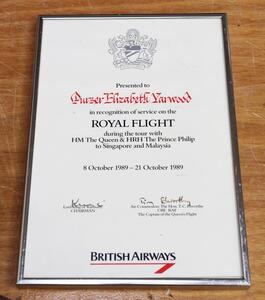 Presented to
Purser Elizabeth Yarwood
in recognition of service on the
ROYAL FLIGHT
during the tour with
HM The Queen & HRH The Prince Philip
to Singapore and Malaysia
8 October 1989 – 21 October 1989
CHAIRMAN
Air Commodore The Hon. T.C. Elworthy
CBE RAF
The Captain of the Queen's Flight
BRITISH AIRWAYS